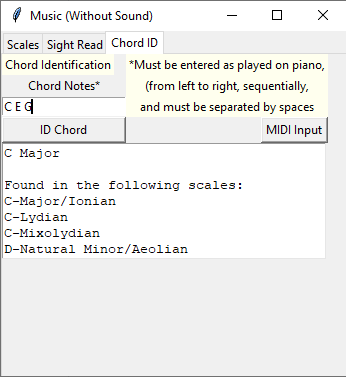 Music (Without Sound)
Scales Sight Read Chord ID
Chord Identification
*Must be entered as played on piano,
Chord Notes*
(from left to right, sequentially,
C E G
and must be separated by spaces
ID Chord
MIDI Input
C Major
Found in the following scales:
C-Major/Ionian
C-Lydian
C-Mixolydian
D-Natural Minor/Aeolian